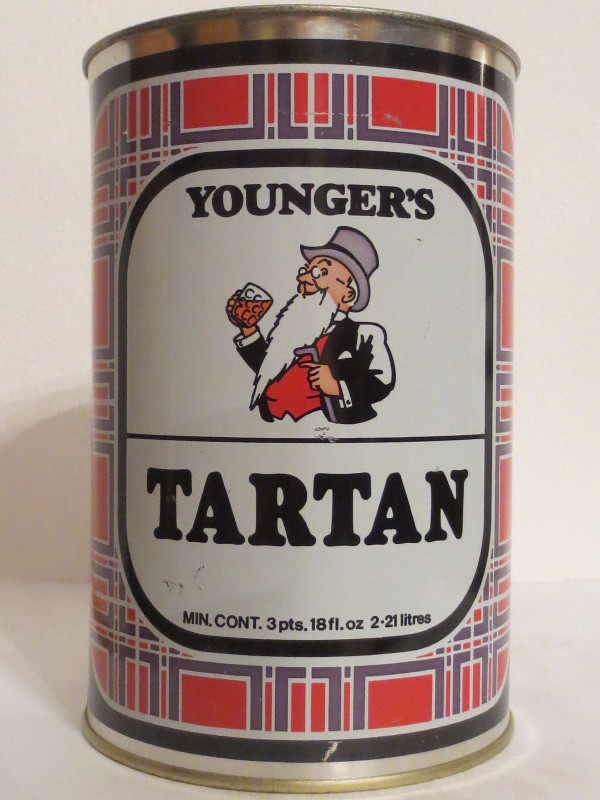 YOUNGER'S
TARTAN
MIN. CONT. 3 pts. 18 fl. oz 2·21 litres